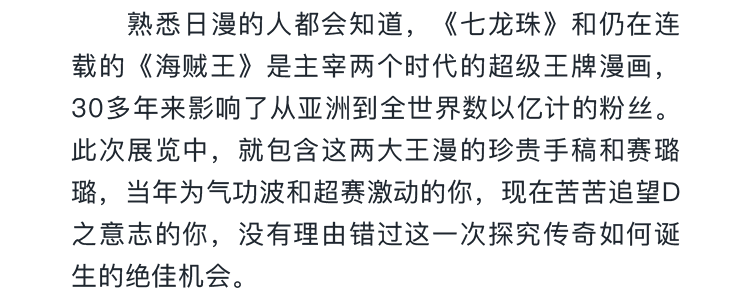 熟悉日漫的人都会知道，《七龙珠》和仍在连
载的《海贼王》是主宰两个时代的超级王牌漫画，
30多年来影响了从亚洲到全世界数以亿计的粉丝。
此次展览中，就包含这两大王漫的珍贵手稿和赛璐
璐，当年为气功波和超赛激动的你，现在苦苦追望D
之意志的你，没有理由错过这一次探究传奇如何诞
生的绝佳机会。